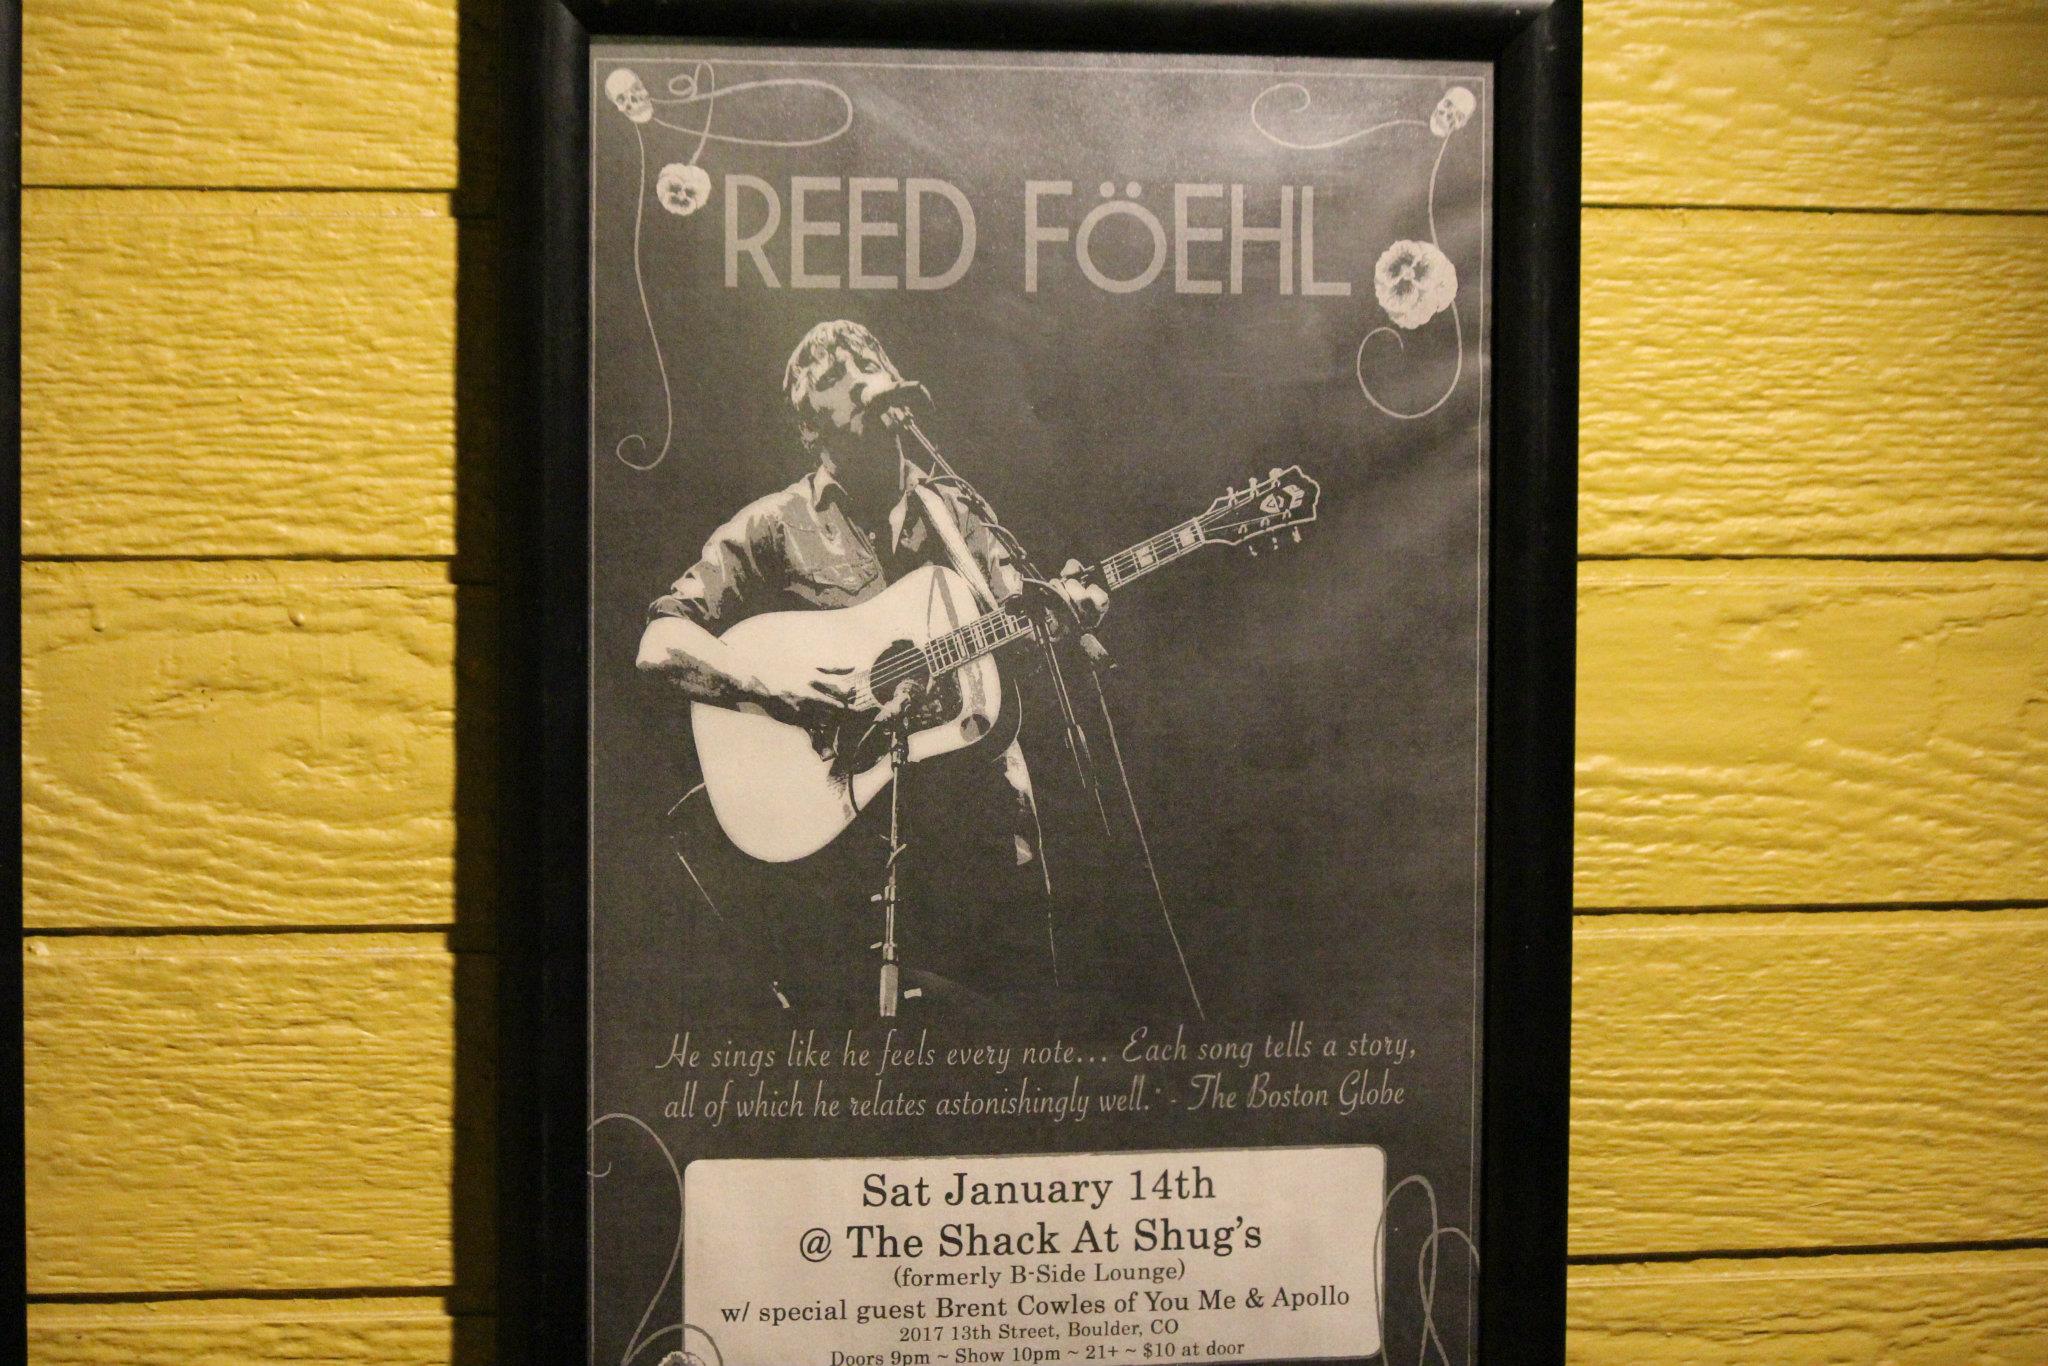 REED FÖEHL
He sings like he feels every note... Each song tells a story,
all of which he relates astonishingly well." - The Boston Globe
Sat January 14th
@ The Shack At Shug's
(formerly B-Side Lounge)
w/ special guest Brent Cowles of You Me & Apollo
2017 13th Street, Boulder, CO
Doors 9pm ~ Show 10pm ~ 21+ ~ $10 at door